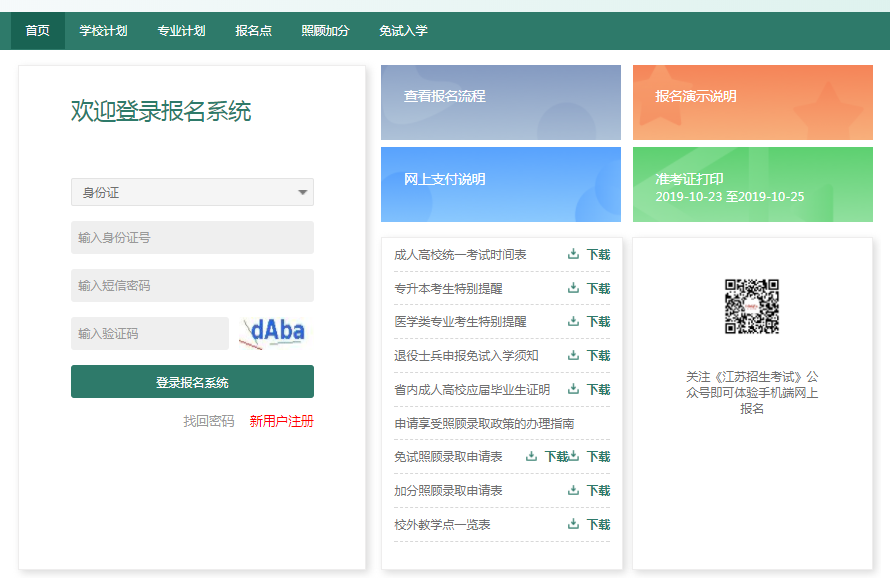 首页 学校计划 专业计划 报名点 照顾加分 免试入学
欢迎登录报名系统
身份证
输入身份证号
输入短信密码
输入验证码 dAba
登录报名系统
找回密码 新用户注册
查看报名流程
报名演示说明
网上支付说明
准考证打印
2019-10-23 至2019-10-25
成人高校统一考试时间表 下载
专升本考生特别提醒 下载
医学类专业考生特别提醒 下载
退役士兵申报免试入学须知 下载
省内成人高校应届毕业生证明 下载
申请享受照顾录取政策的办理指南
免试照顾录取申请表 下载 下载
加分照顾录取申请表 下载
校外教学点一览表 下载
关注《江苏招生考试》公
众号即可体验手机端网上
报名